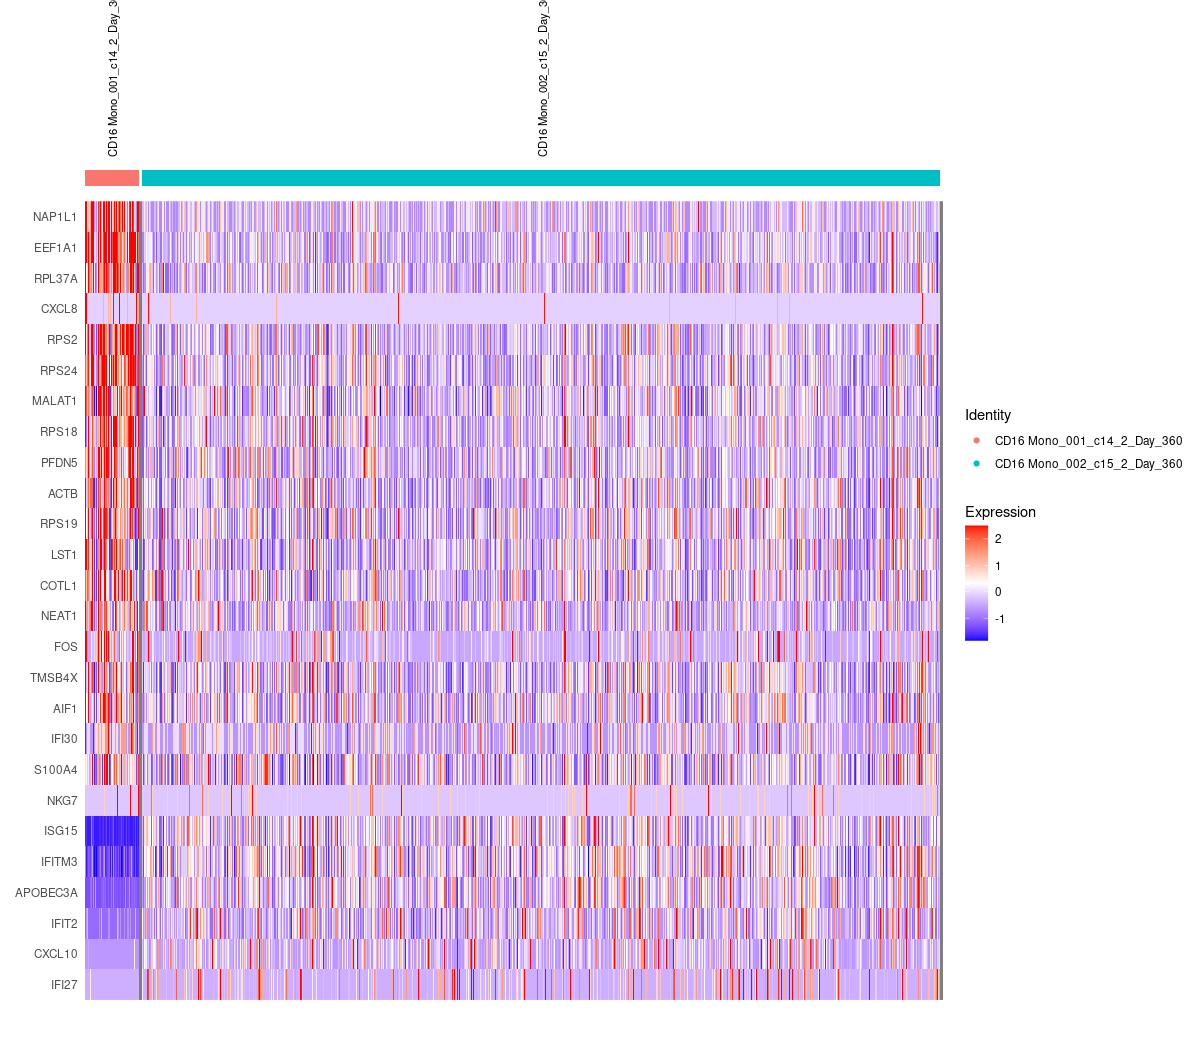 CD16 Mono_001_c14_2_Day_36
CD16 Mono_002_c15_2_Day_36
NAP1L1
EEF1A1
RPL37A
CXCL8
RPS2
RPS24
MALAT1
RPS18
PFDN5
ACTB
RPS19
LST1
COTL1
NEAT1
FOS
TMSB4X
AIF1
IFI30
S100A4
NKG7
ISG15
IFITM3
APOBEC3A
IFIT2
CXCL10
IFI27
Identity
CD16 Mono_001_c14_2_Day_360
CD16 Mono_002_c15_2_Day_360
Expression
2
1
0
-1